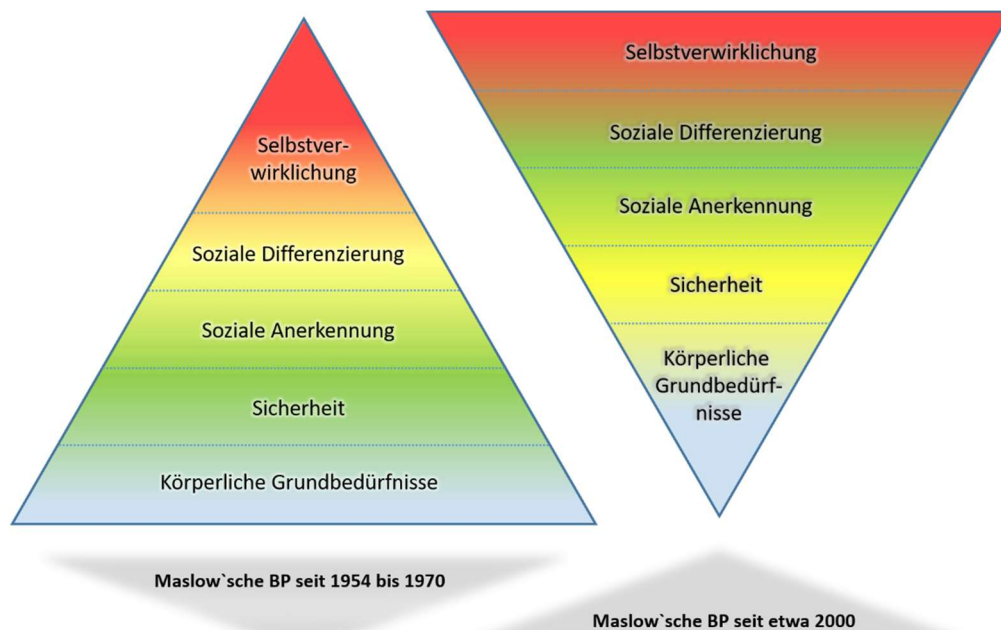 Selbstver-
wirklichung
Soziale Differenzierung
Soziale Anerkennung
Sicherheit
Körperliche Grundbedürfnisse
Maslow`sche BP seit 1954 bis 1970
Selbstverwirklichung
Soziale Differenzierung
Soziale Anerkennung
Sicherheit
Körperliche
Grundbedürf-
nisse
Maslow`sche BP seit etwa 2000